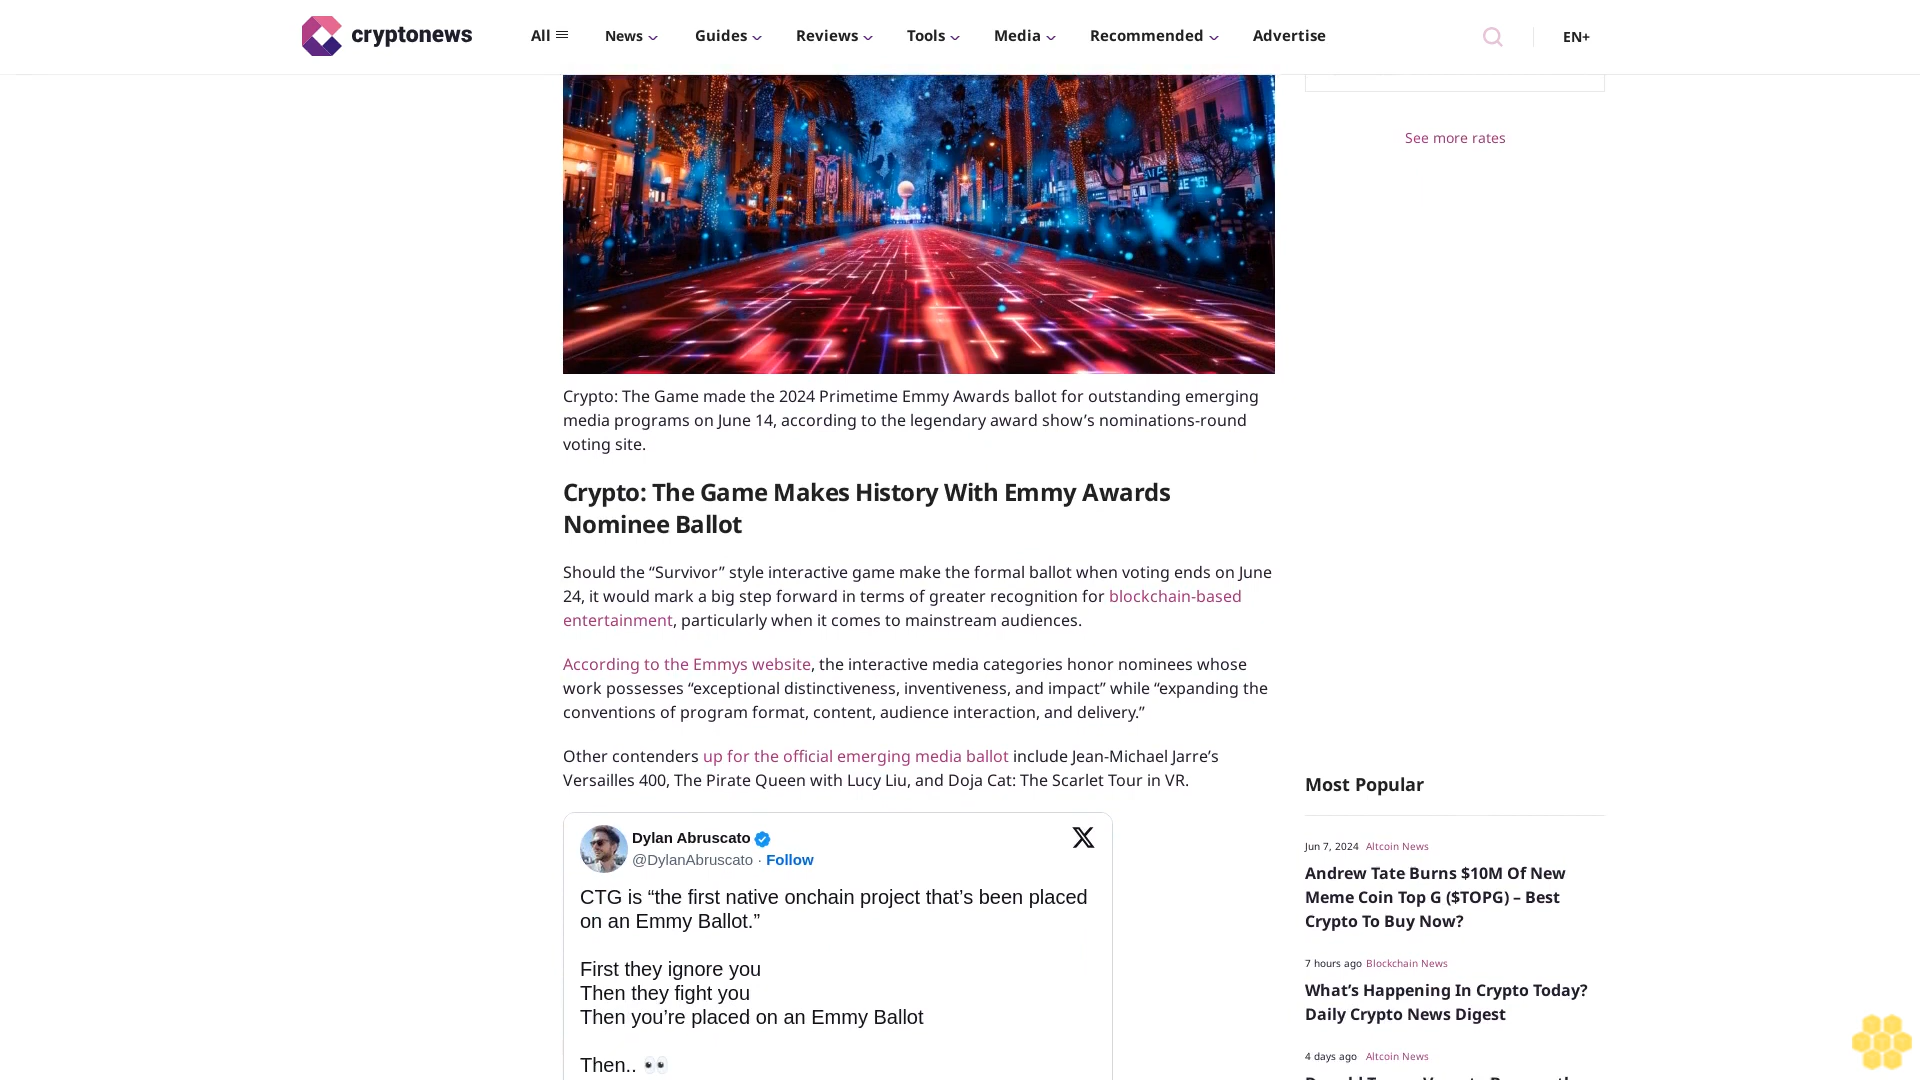 cryptonews
All
News
Guides
Reviews
Tools
Media
Recommended
Advertise
EN+
See more rates
Crypto: The Game made the 2024 Primetime Emmy Awards ballot for outstanding emerging
media programs on June 14, according to the legendary award show’s nominations-round
voting site.
Crypto: The Game Makes History With Emmy Awards
Nominee Ballot
Should the “Survivor” style interactive game make the formal ballot when voting ends on June
24, it would mark a big step forward in terms of greater recognition for blockchain-based
entertainment, particularly when it comes to mainstream audiences.
According to the Emmys website, the interactive media categories honor nominees whose
work possesses “exceptional distinctiveness, inventiveness, and impact” while “expanding the
conventions of program format, content, audience interaction, and delivery.”
Other contenders up for the official emerging media ballot include Jean-Michael Jarre’s
Versailles 400, The Pirate Queen with Lucy Liu, and Doja Cat: The Scarlet Tour in VR.
Dylan Abruscato
@DylanAbruscato · Follow
CTG is “the first native onchain project that’s been placed
on an Emmy Ballot.”
First they ignore you
Then they fight you
Then you’re placed on an Emmy Ballot
Then.. 👀
Most Popular
Jun 7, 2024 Altcoin News
Andrew Tate Burns $10M Of New
Meme Coin Top G ($TOPG) – Best
Crypto To Buy Now?
7 hours ago Blockchain News
What’s Happening In Crypto Today?
Daily Crypto News Digest
4 days ago Altcoin News